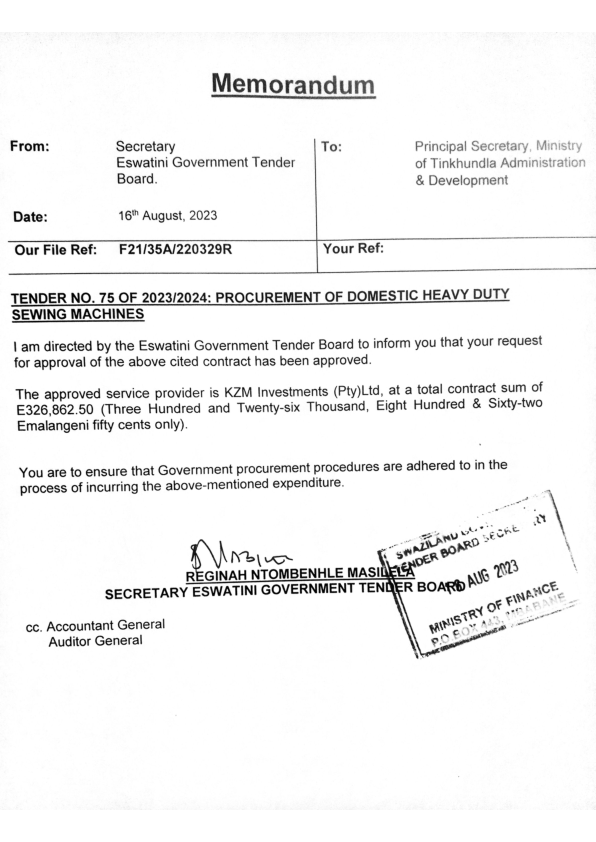 Memorandum
From: Secretary
Eswatini Government Tender
Board.
To: Principal Secretary, Ministry
of Tinkhundla Administration
& Development
Date: 16th August, 2023
Our File Ref: F21/35A/220329R
Your Ref:
TENDER NO. 75 OF 2023/2024: PROCUREMENT OF DOMESTIC HEAVY DUTY
SEWING MACHINES
I am directed by the Eswatini Government Tender Board to inform you that your request
for approval of the above cited contract has been approved.
The approved service provider is KZM Investments (Pty)Ltd, at a total contract sum of
E326,862.50 (Three Hundred and Twenty-six Thousand, Eight Hundred & Sixty-two
Emalangeni fifty cents only).
You are to ensure that Government procurement procedures are adhered to in the
process of incurring the above-mentioned expenditure.
REGINAH NTOMBENHLE MASILELA
SECRETARY ESWATINI GOVERNMENT TENDER BOARD
SWAZILAND
TENDER BOARD
AUG 2023
MINISTRY OF FINANCE
P.O. BOX 443, MBABANE
cc. Accountant General
Auditor General